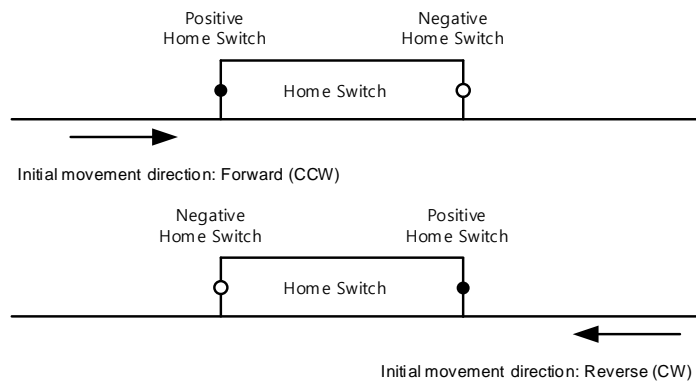 Positive
Home Switch
Negative
Home Switch
Home Switch
Initial movement direction: Forward (CCW)
Negative
Home Switch
Positive
Home Switch
Home Switch
Initial movement direction: Reverse (CW)